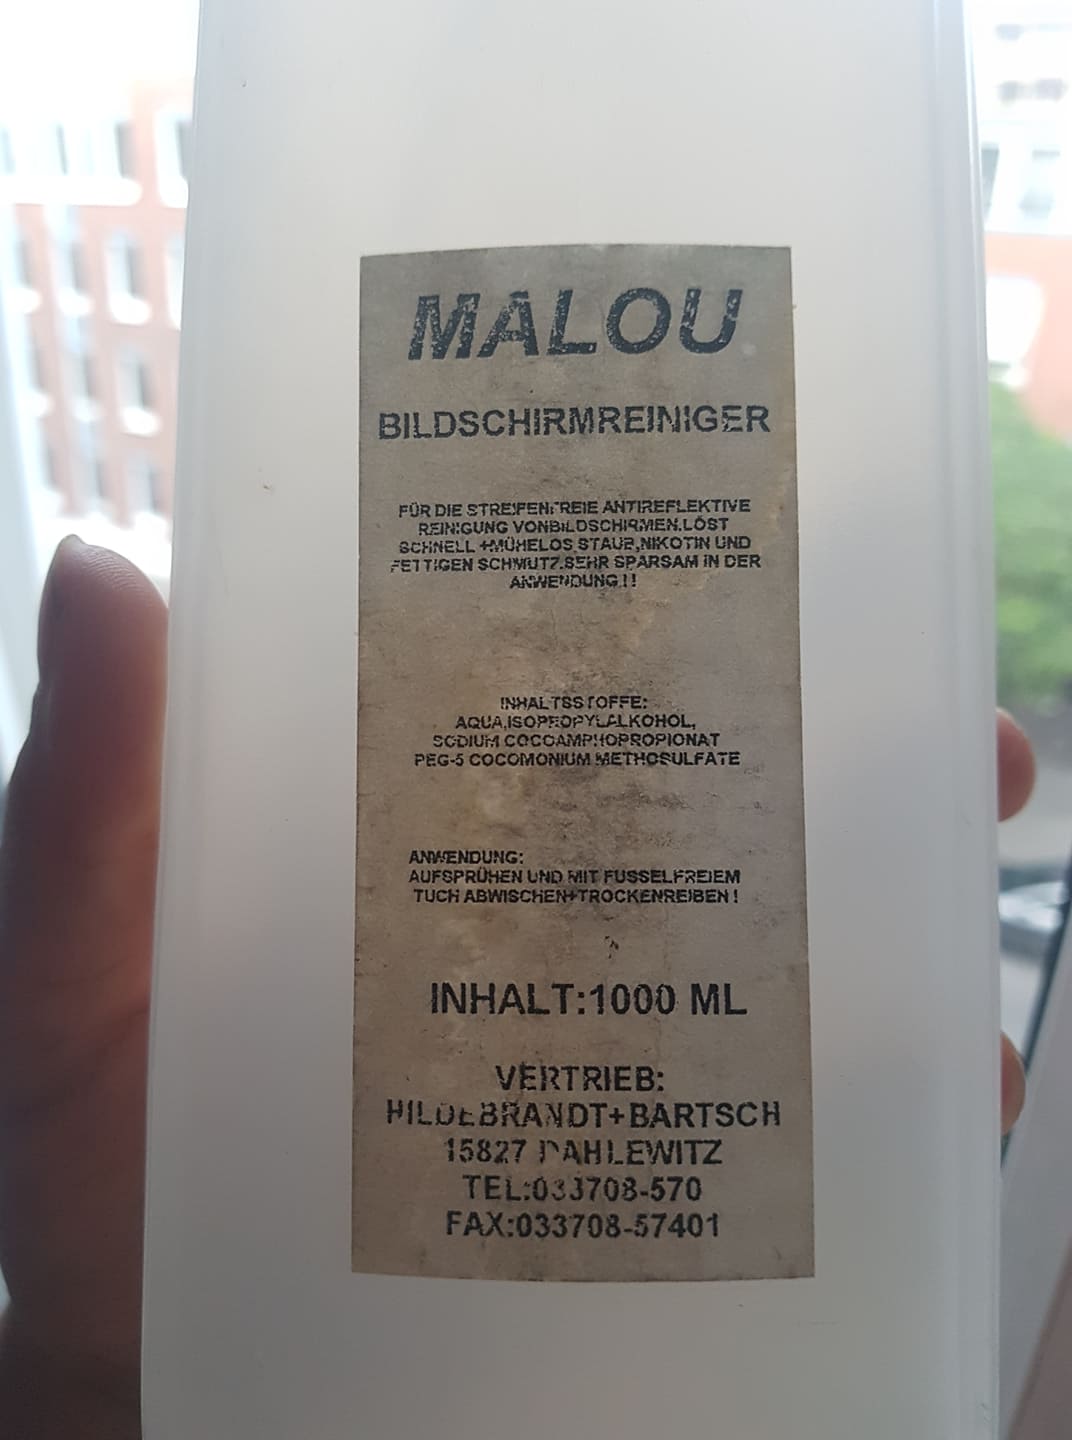 MALOU
BILDSCHIRMREINIGER
FÜR DIE STREIFENFREIE ANTIREFLEKTIVE
REINIGUNG VONBILDSCHIRMEN.LÖST
SCHNELL +MÜHELOS STAUB,NIKOTIN UND
FETTIGEN SCHMUTZ.SEHR SPARSAM IN DER
ANWENDUNG!!
INHALTSSTOFFE:
AQUA,ISOPROPYLALKOHOL,
SODIUM COCOAMPHOPROPIONAT
PEG-5 COCOMONIUM METHOSULFATE
ANWENDUNG:
AUFSPRÜHEN UND MIT FUSSELFREIEM
TUCH ABWISCHEN+TROCKENREIBEN !
INHALT:1000 ML
VERTRIEB:
HILDEBRANDT+BARTSCH
15827 DAHLEWITZ
TEL:033708-570
FAX:033708-57401